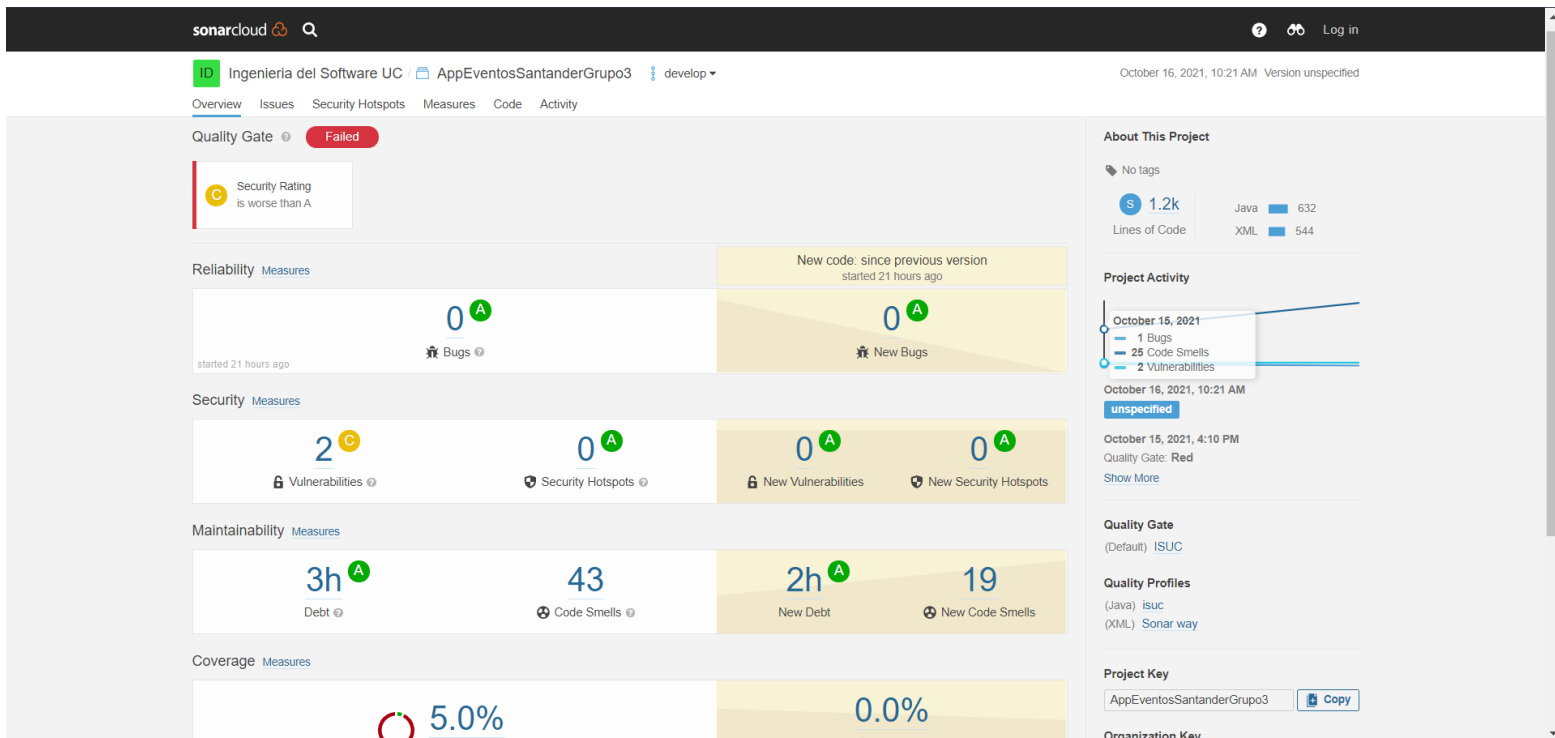 sonarcloud
Log in
ID Ingenieria del Software UC / AppEventosSantanderGrupo3 develop
October 16, 2021, 10:21 AM Version unspecified
Overview Issues Security Hotspots Measures Code Activity
Quality Gate ? Failed
C Security Rating
is worse than A
Reliability Measures
New code: since previous version
started 21 hours ago
0 A
Bugs ?
started 21 hours ago
0 A
New Bugs
Security Measures
2 C
Vulnerabilities ?
0 A
Security Hotspots ?
0 A
New Vulnerabilities
0 A
New Security Hotspots
Maintainability Measures
3h A
Debt ?
43
Code Smells ?
2h A
New Debt
19
New Code Smells
Coverage Measures
5.0%
0.0%
About This Project
No tags
S 1.2k
Lines of Code
Java 632
XML 544
Project Activity
October 15, 2021
1 Bugs
25 Code Smells
2 Vulnerabilities
October 16, 2021, 10:21 AM
unspecified
October 15, 2021, 4:10 PM
Quality Gate: Red
Show More
Quality Gate
(Default) ISUC
Quality Profiles
(Java) isuc
(XML) Sonar way
Project Key
AppEventosSantanderGrupo3 Copy
Organization Key